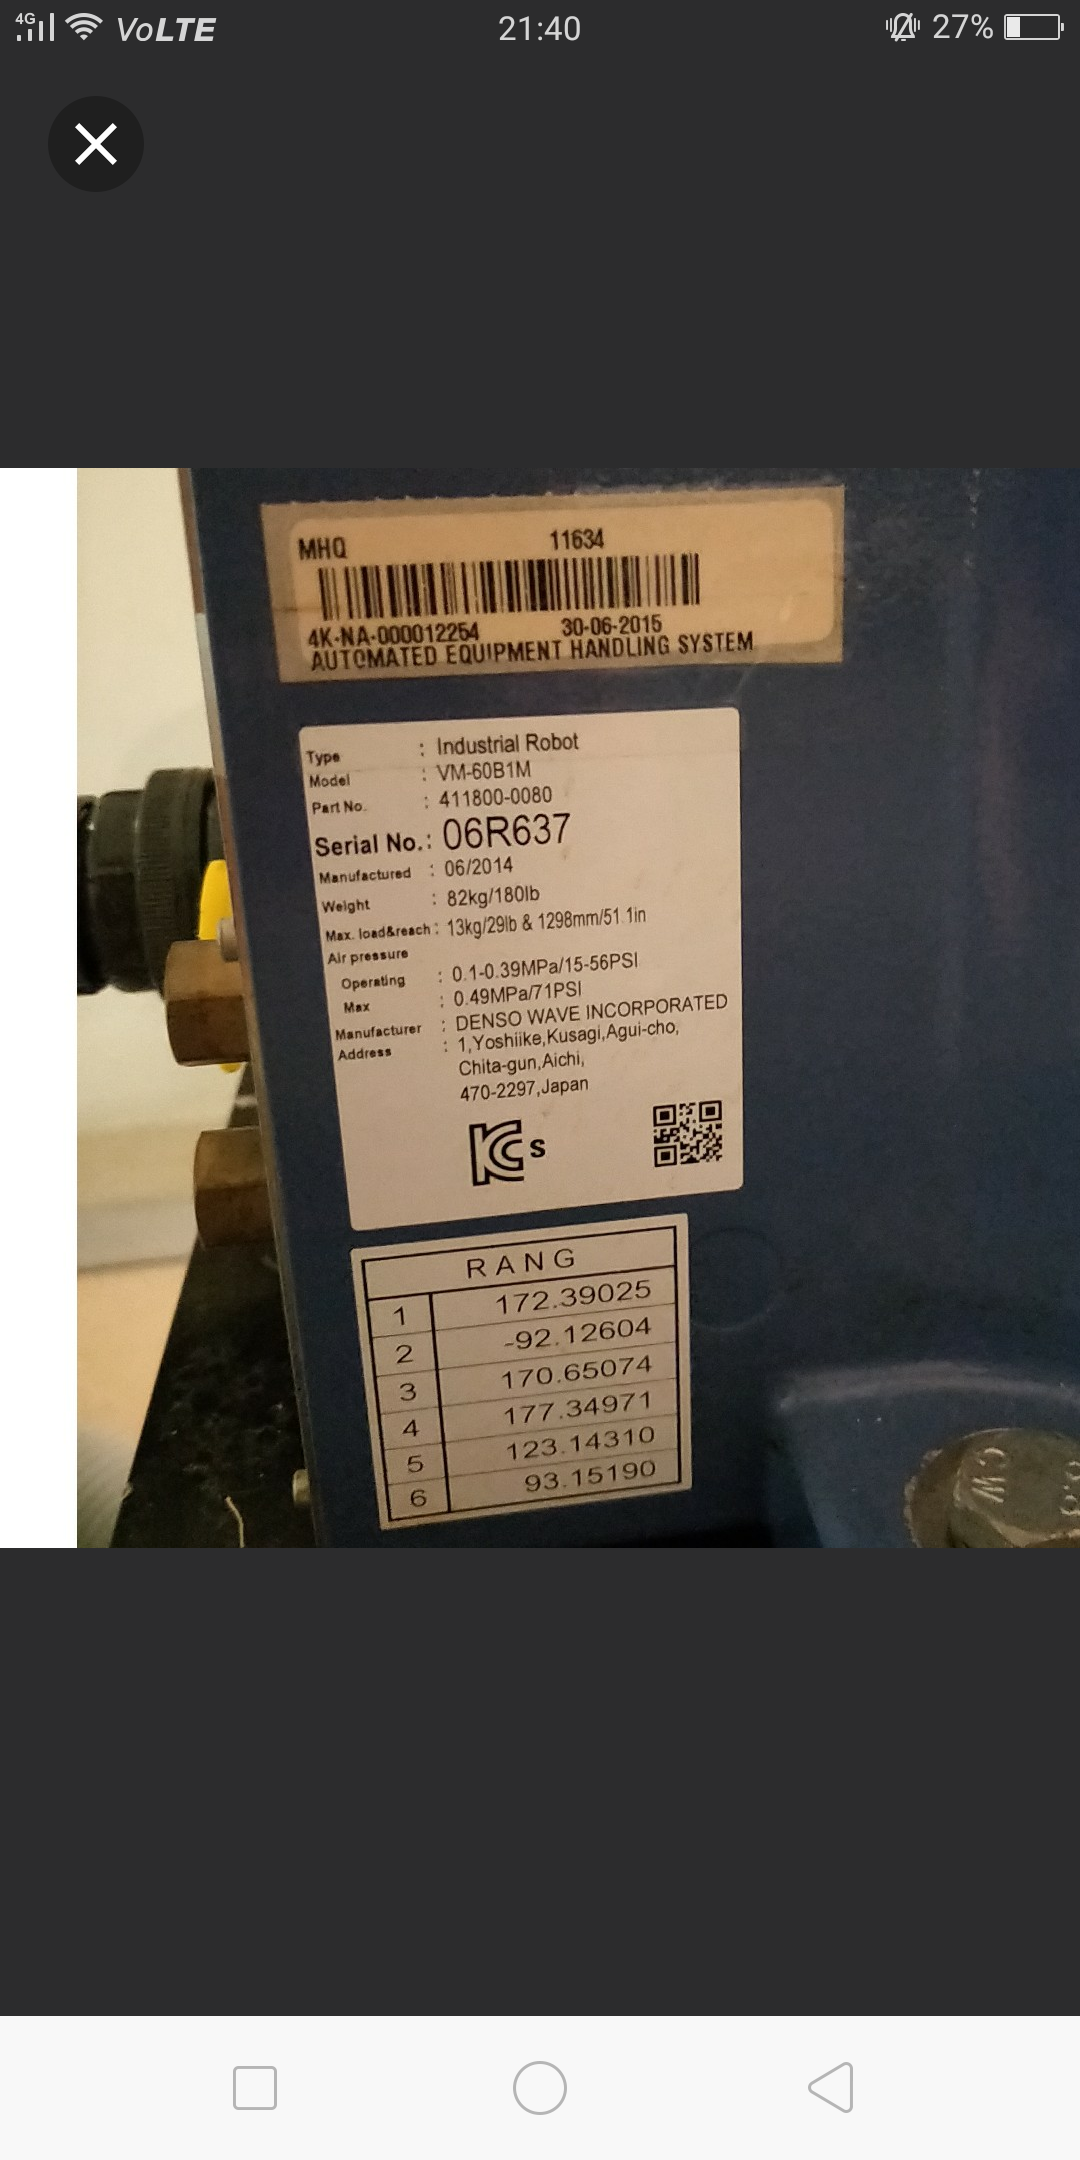 4G VoLTE 21:40 27%
MHQ 11634
4K-NA-000012254 30-06-2015
AUTOMATED EQUIPMENT HANDLING SYSTEM
Type : Industrial Robot
Model : VM-60B1M
Part No. : 411800-0080
Serial No.: 06R637
Manufactured : 06/2014
Weight : 82kg/180lb
Max. load&reach : 13kg/29lb & 1298mm/51.1in
Air pressure
Operating : 0.1-0.39MPa/15-56PSI
Max : 0.49MPa/71PSI
Manufacturer : DENSO WAVE INCORPORATED
Address : 1,Yoshiike,Kusagi,Agui-cho,
Chita-gun,Aichi,
470-2297,Japan
KCs
RANG
1 172.39025
2 -92.12604
3 170.65074
4 177.34971
5 123.14310
6 93.15190
CW